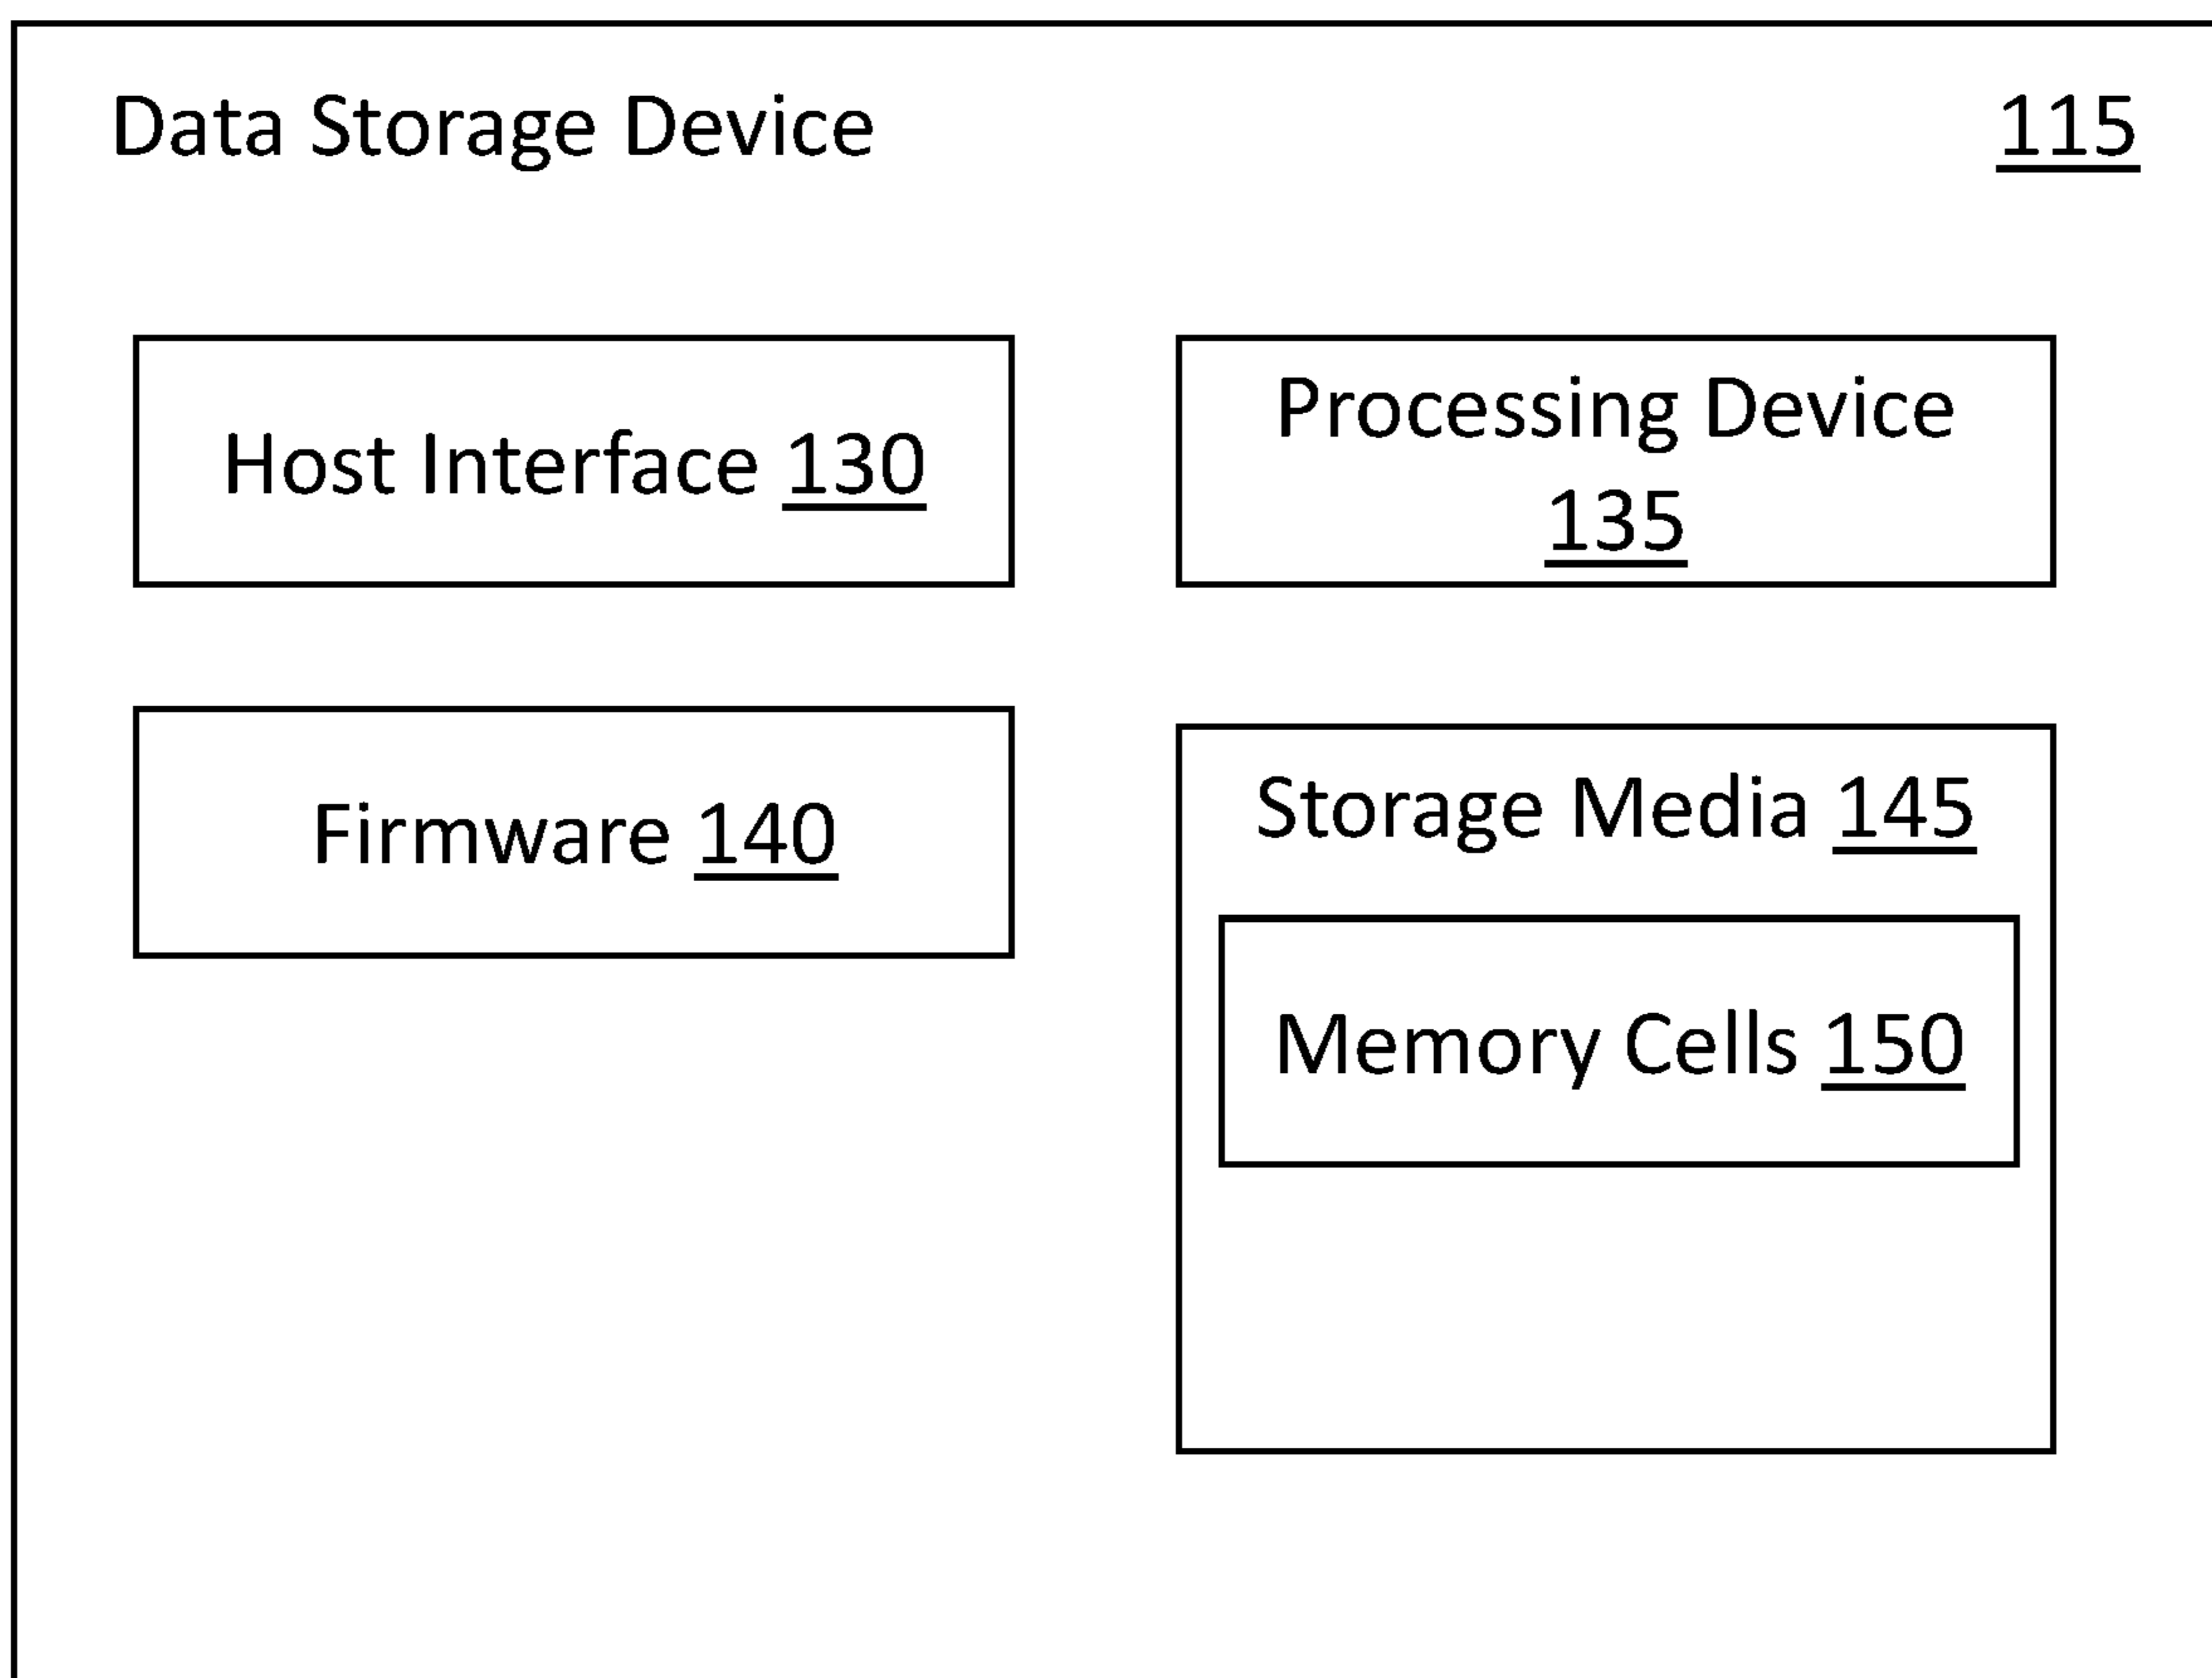 Data Storage Device 115
Host Interface 130
Processing Device
135
Firmware 140
Storage Media 145
Memory Cells 150